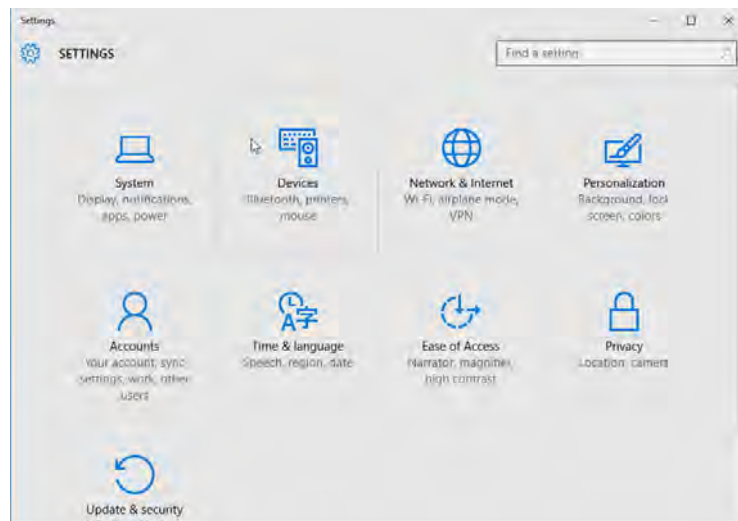 Settings
SETTINGS
Find a setting
System
Display, notifications,
apps, power
Devices
Bluetooth, printers,
mouse
Network & Internet
Wi-Fi, airplane mode,
VPN
Personalization
Background, lock
screen, colors
Accounts
Your account, sync
settings, work, other
users
Time & language
Speech, region, date
Ease of Access
Narrator, magnifier,
high contrast
Privacy
Location, camera
Update & security